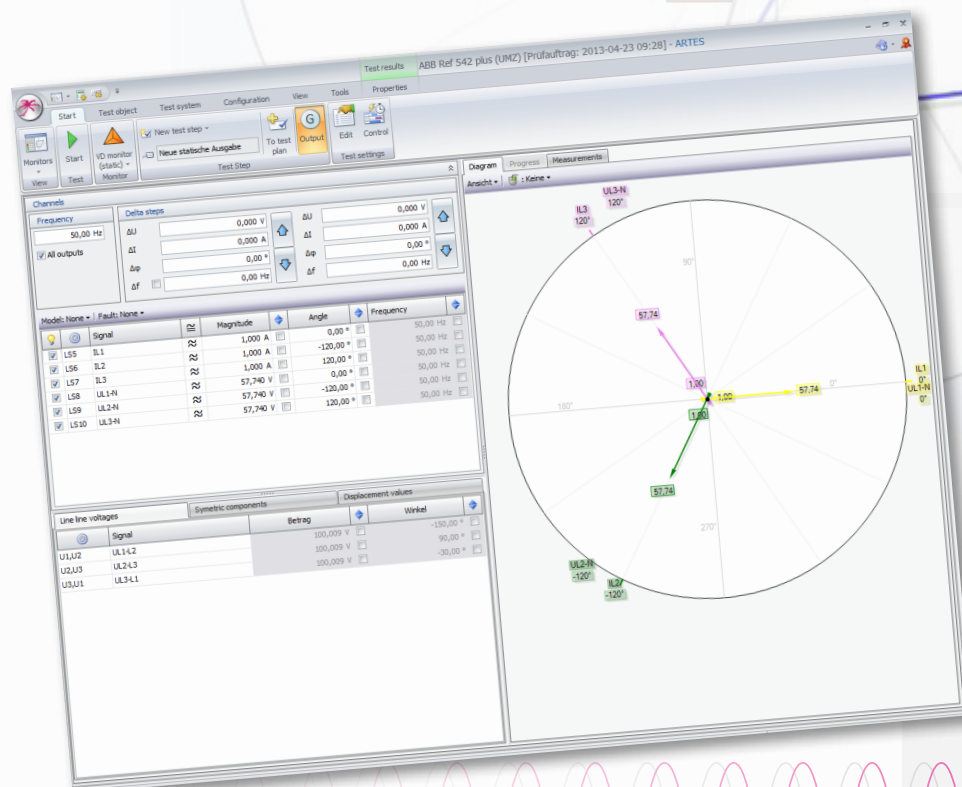 Test results
ABB Ref 542 plus (UMZ) [Prüfauftrag: 2013-04-23 09:28] - ARTES
Start
Test object
Test system
Configuration
View
Tools
Properties
Monitors
Start
VD monitor
(static)
New test step
Neue statische Ausgabe
To test
plan
Output
Edit
Control
View
Test
Monitor
Test Step
Test settings
Channels
Frequency
50,00 Hz
All outputs
Delta steps
ΔU 0,000 V ΔU 0,000 V
ΔI 0,000 A ΔI 0,000 A
Δφ 0,00 ° Δφ 0,00 °
Δf 0,00 Hz Δf 0,00 Hz
Model: None Fault: None
Signal Magnitude Angle Frequency
LS5 IL1 1,000 A 0,00 ° 50,00 Hz
LS6 IL2 1,000 A -120,00 ° 50,00 Hz
LS7 IL3 1,000 A 120,00 ° 50,00 Hz
LS8 UL1-N 57,740 V 0,00 ° 50,00 Hz
LS9 UL2-N 57,740 V -120,00 ° 50,00 Hz
LS10 UL3-N 57,740 V 120,00 ° 50,00 Hz
Line line voltages
Symetric components
Displacement values
Signal Betrag Winkel
U1,U2 UL1-L2 100,009 V -150,00 °
U2,U3 UL2-L3 100,009 V 90,00 °
U3,U1 UL3-L1 100,009 V -30,00 °
Diagram
Progress
Measurements
Ansicht : Keine
UL3-N
120°
IL3
120°
90°
57,74
1,00
1,00
57,74
0°
IL1
0°
UL1-N
0°
180°
1,00
57,74
270°
UL2-N
-120°
IL2
-120°